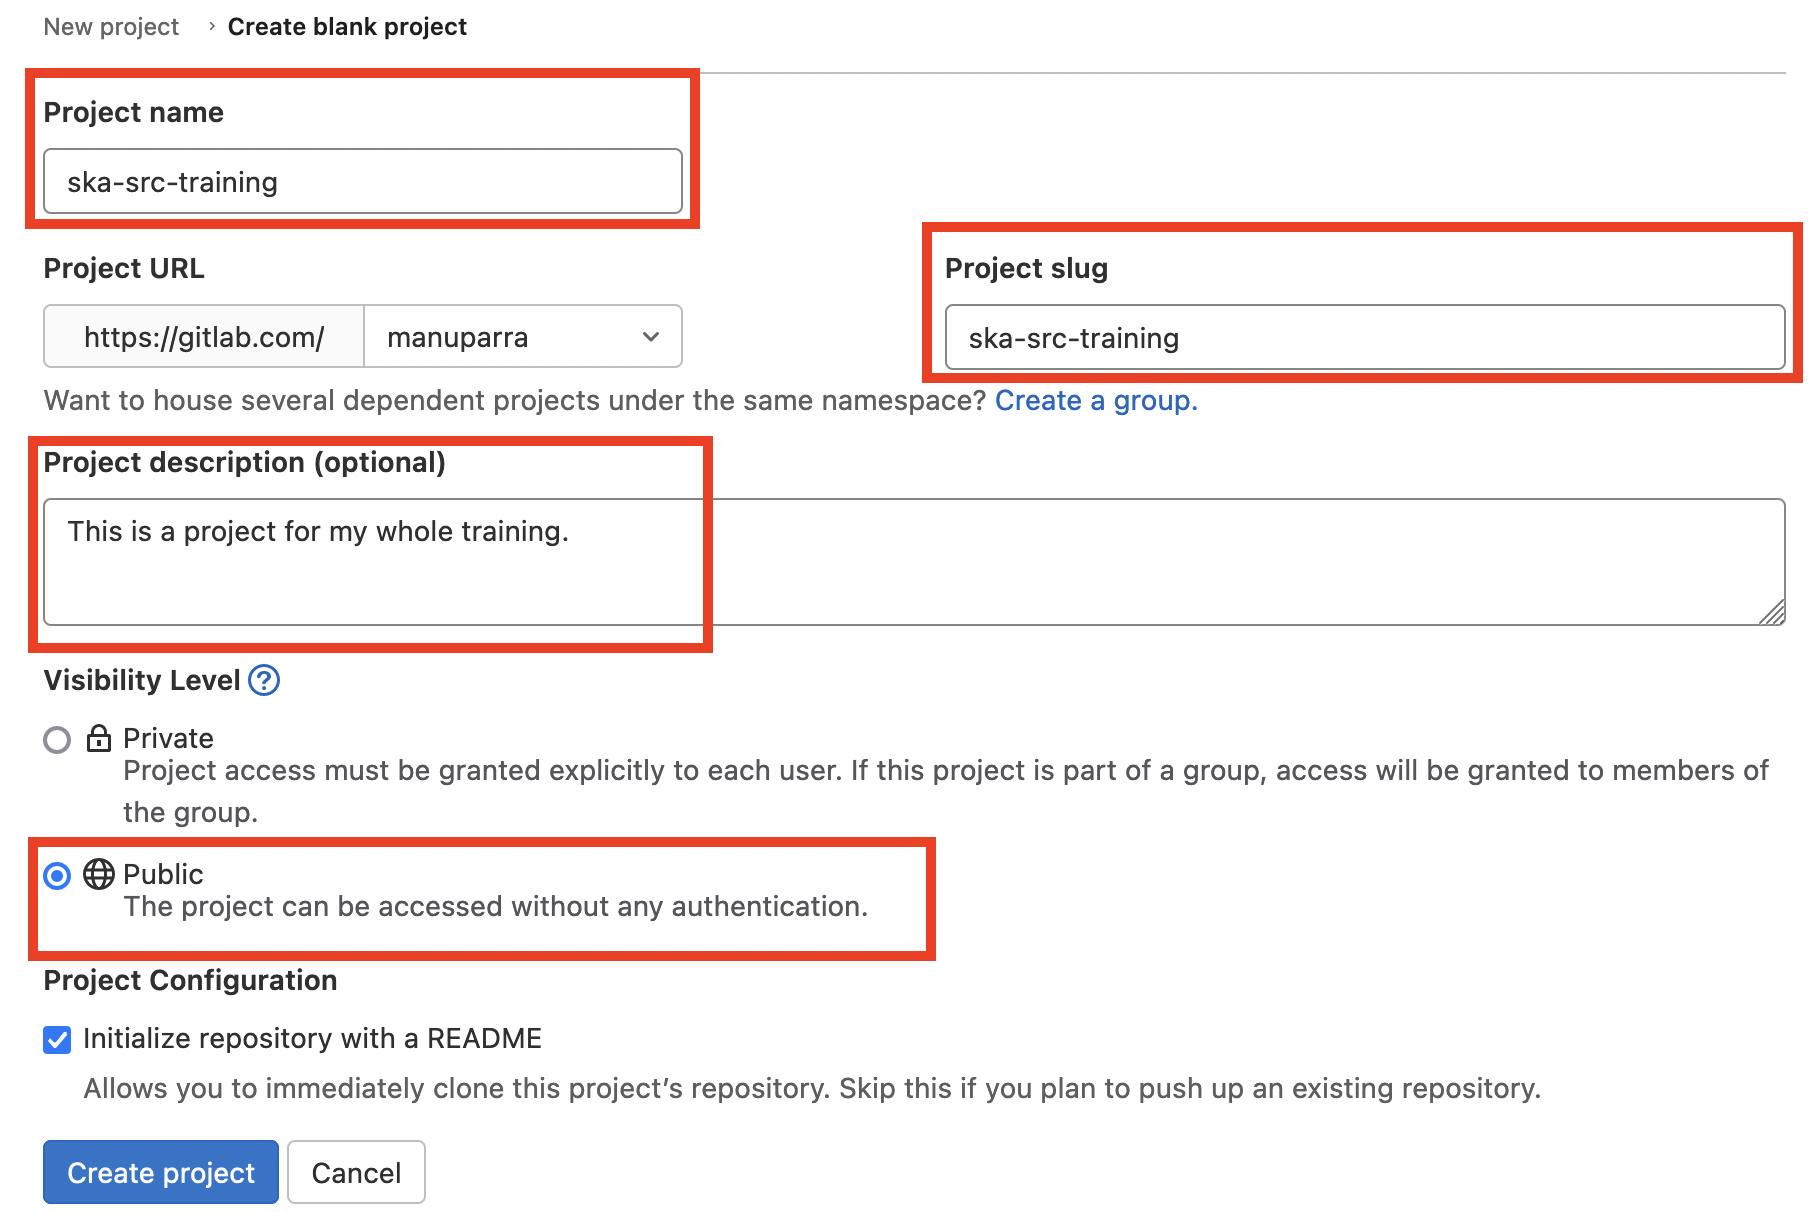 New project › Create blank project
Project name
ska-src-training
Project URL
Project slug
https://gitlab.com/ manuparra
ska-src-training
Want to house several dependent projects under the same namespace? Create a group.
Project description (optional)
This is a project for my whole training.
Visibility Level ?
Private
Project access must be granted explicitly to each user. If this project is part of a group, access will be granted to members of
the group.
Public
The project can be accessed without any authentication.
Project Configuration
Initialize repository with a README
Allows you to immediately clone this project’s repository. Skip this if you plan to push up an existing repository.
Create project Cancel